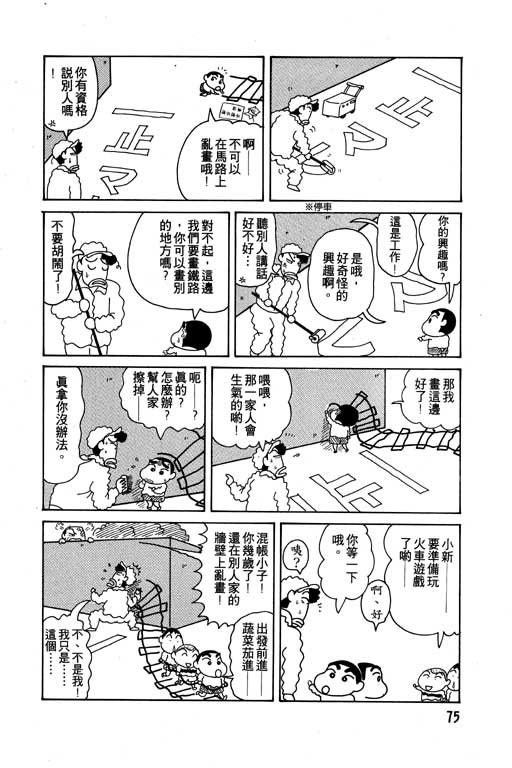 止マレ
※停車
啊——
不可以
在馬路上
亂畫哦！
你有資格
說別人嗎
！
你的興趣嗎？
這是工作！
是哦，
好奇怪的
興趣啊。
聽別人講話
好不好…
對不起，這邊
我們要畫鐵路
，你可以畫別
的地方嗎？
不要胡鬧了！
那我
畫這邊
好了！
喂喂，
那一家人會
生氣的喲！
呃 ？
真的？
怎麼辦？
幫人家
擦掉——
真拿你沒辦法。
小新
要準備玩
火車遊戲
了喲——
啊、好
你等一下
哦。
咦？
出發前進——
蔬菜茄進——
混帳小子！
你幾歲了！
還在別人家的
牆壁上亂畫！
不、不是我！
我只是……
這個……
75